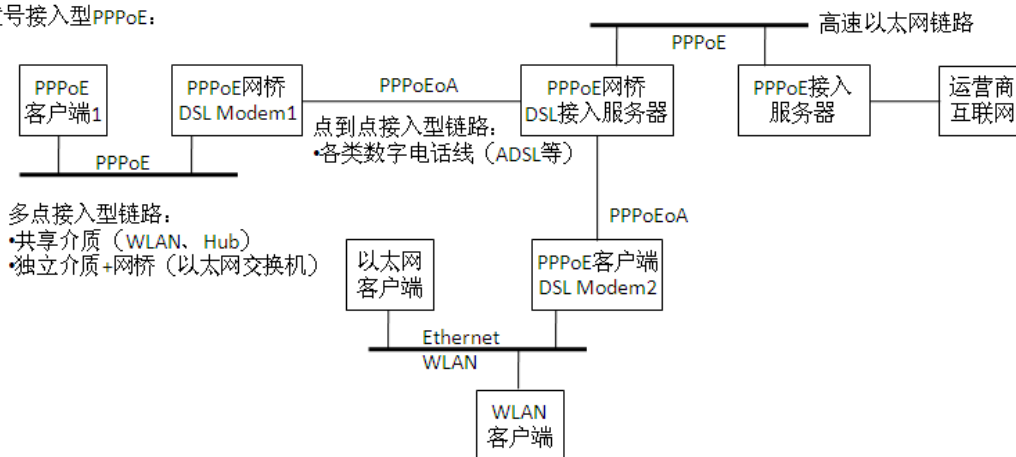 号接入型PPPoE:
高速以太网链路
PPPoE
PPPoE
客户端1
PPPoE网桥
DSL Modem1
PPPoEoA
PPPoE网桥
DSL接入服务器
PPPoE接入
服务器
运营商
互联网
点到点接入型链路:
•各类数字电话线（ADSL等）
PPPoE
PPPoEoA
多点接入型链路:
•共享介质（WLAN、Hub）
•独立介质+网桥（以太网交换机）
以太网
客户端
PPPoE客户端
DSL Modem2
Ethernet
WLAN
WLAN
客户端